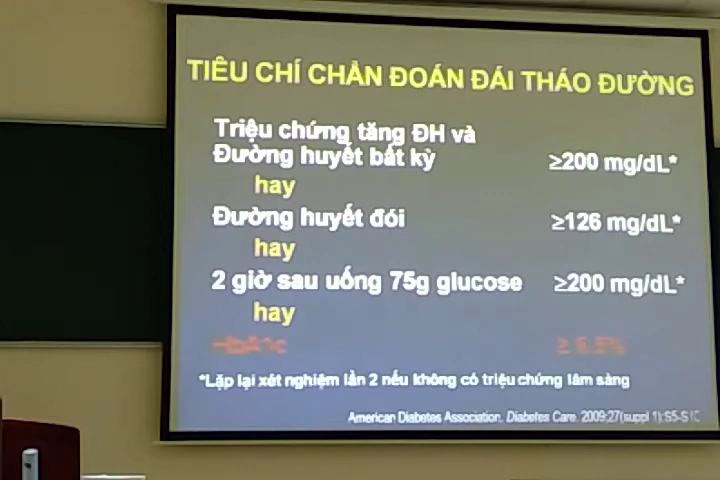 TIÊU CHÍ CHẨN ĐOÁN ĐÁI THÁO ĐƯỜNG
Triệu chứng tăng ĐH và
Đường huyết bất kỳ ≥200 mg/dL*
hay
Đường huyết đói ≥126 mg/dL*
hay
2 giờ sau uống 75g glucose ≥200 mg/dL*
hay
HbA1c ≥ 6.5%
*Lặp lại xét nghiệm lần 2 nếu không có triệu chứng lâm sàng
American Diabetes Association, Diabetes Care. 2009;27(suppl 1):S5-S10